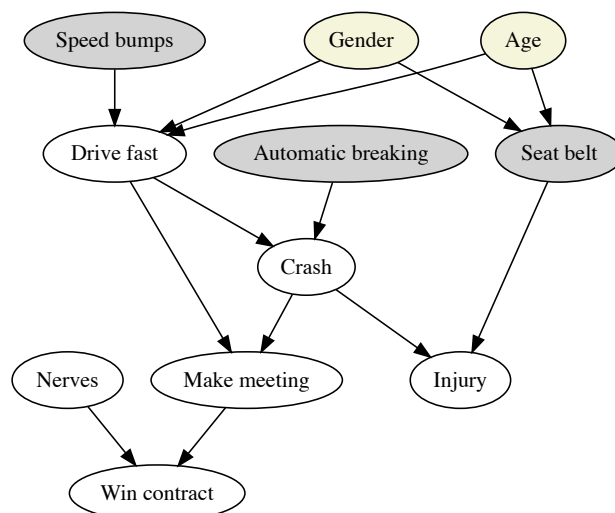 Speed bumps
Gender
Age
Drive fast
Automatic breaking
Seat belt
Crash
Nerves
Make meeting
Injury
Win contract